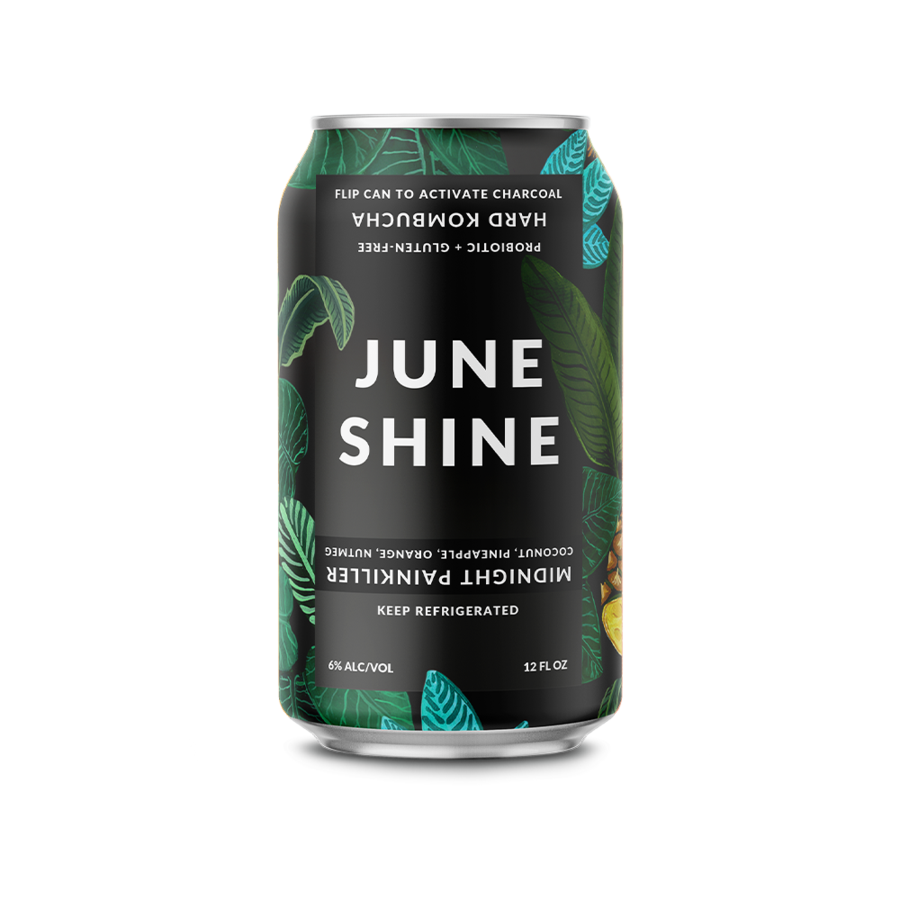 FLIP CAN TO ACTIVATE CHARCOAL
HARD KOMBUCHA
PROBIOTIC + GLUTEN-FREE
JUNE
SHINE
COCONUT, PINEAPPLE, ORANGE, NUTMEG
MIDNIGHT PAINKILLER
KEEP REFRIGERATED
6% ALC/VOL
12 FL OZ